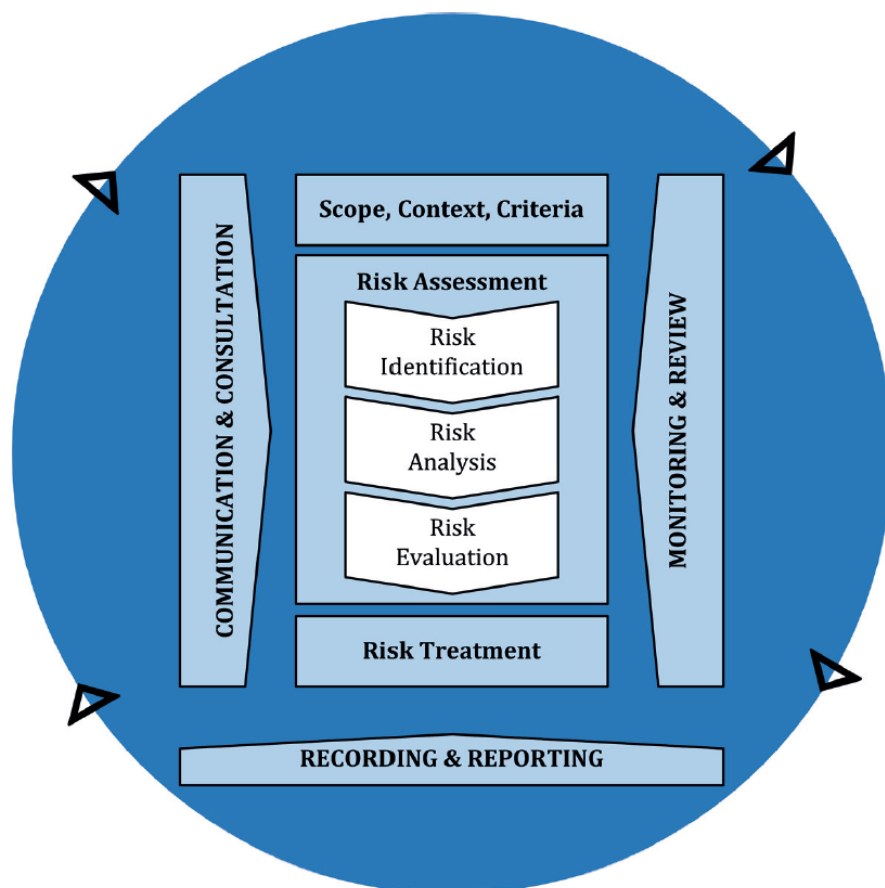 Scope, Context, Criteria
COMMUNICATION & CONSULTATION
Risk Assessment
Risk
Identification
Risk
Analysis
Risk
Evaluation
MONITORING & REVIEW
Risk Treatment
RECORDING & REPORTING